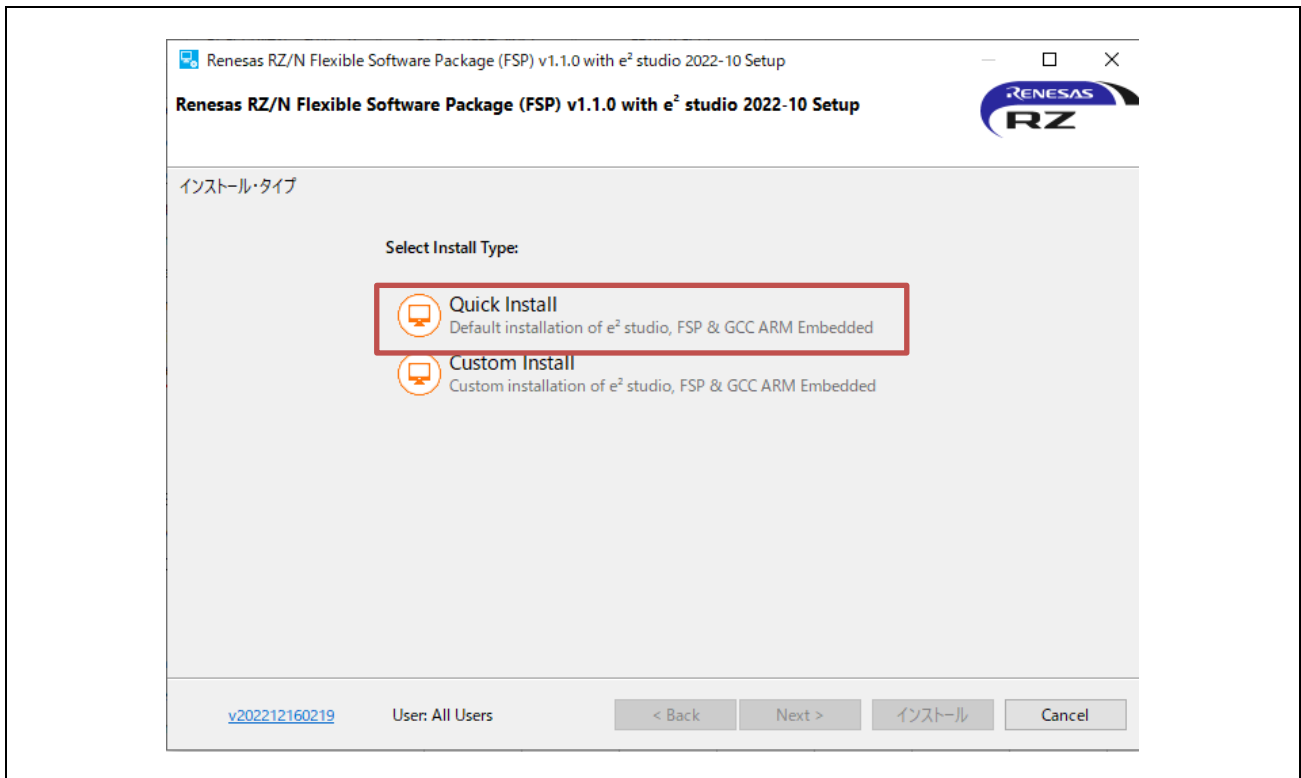 Renesas RZ/N Flexible Software Package (FSP) v1.1.0 with e² studio 2022-10 Setup
Renesas RZ/N Flexible Software Package (FSP) v1.1.0 with e² studio 2022-10 Setup
RENESAS
RZ
インストール・タイプ
Select Install Type:
Quick Install
Default installation of e² studio, FSP & GCC ARM Embedded
Custom Install
Custom installation of e² studio, FSP & GCC ARM Embedded
v202212160219 User: All Users < Back Next > インストール Cancel